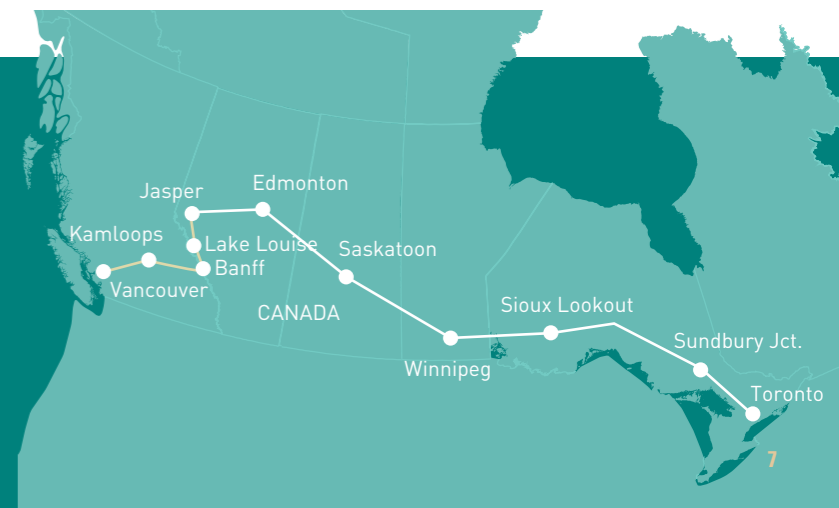 Jasper
Edmonton
Kamloops
Lake Louise
Saskatoon
Banff
Vancouver
CANADA
Sioux Lookout
Sundbury Jct.
Winnipeg
Toronto
7